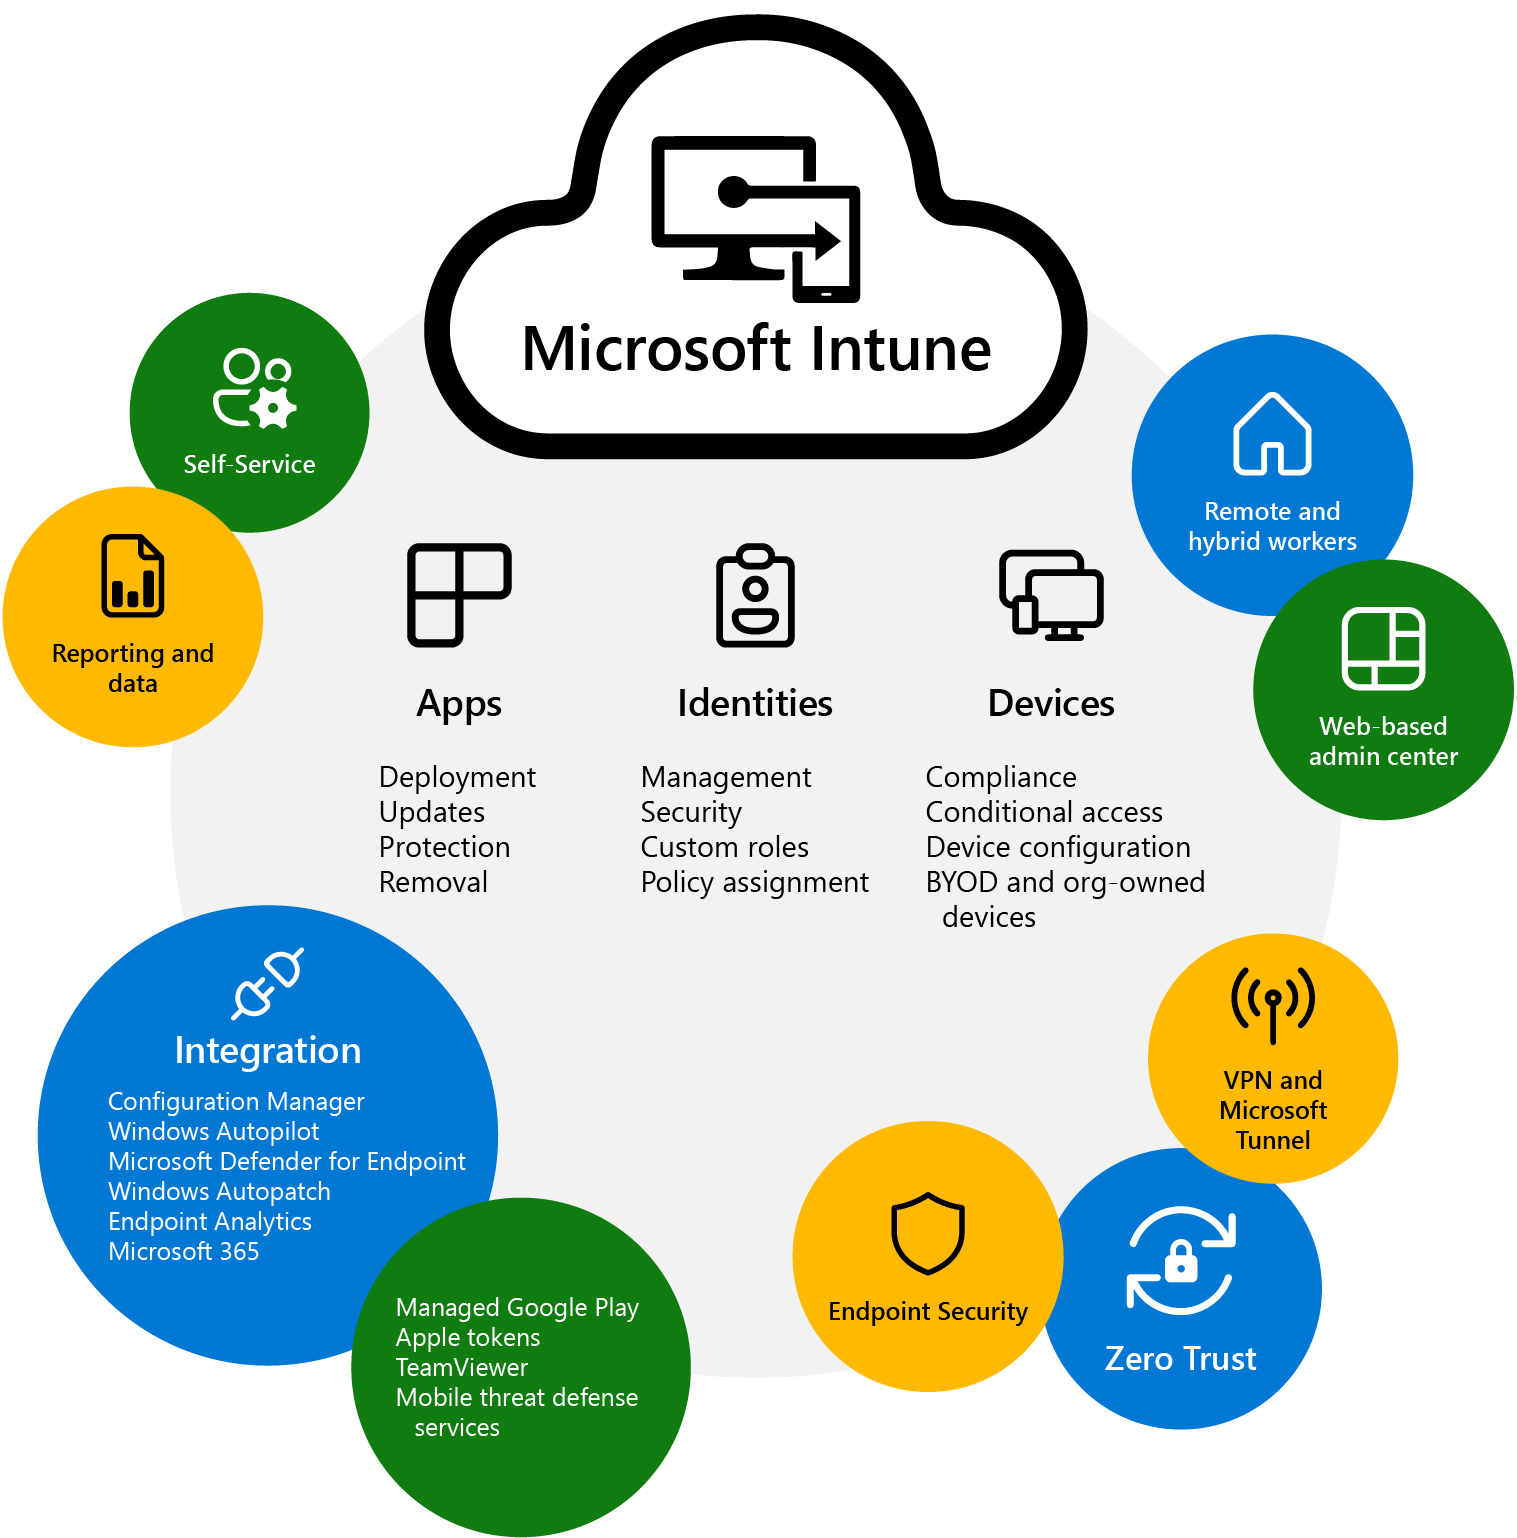 Microsoft Intune
Self-Service
Reporting and
data
Remote and
hybrid workers
Web-based
admin center
Apps
Deployment
Updates
Protection
Removal
Identities
Management
Security
Custom roles
Policy assignment
Devices
Compliance
Conditional access
Device configuration
BYOD and org-owned
devices
Integration
Configuration Manager
Windows Autopilot
Microsoft Defender for Endpoint
Windows Autopatch
Endpoint Analytics
Microsoft 365
Managed Google Play
Apple tokens
TeamViewer
Mobile threat defense
services
Endpoint Security
VPN and
Microsoft
Tunnel
Zero Trust